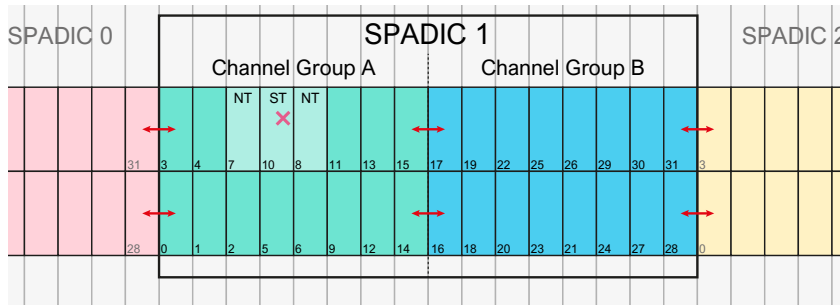 SPADIC 0 SPADIC 1 SPADIC 2
Channel Group A Channel Group B
NT ST NT
31 3 4 7 10 8 11 13 15 17 19 22 25 26 29 30 31 3
28 0 1 2 5 6 9 12 14 16 18 20 23 21 24 27 28 0